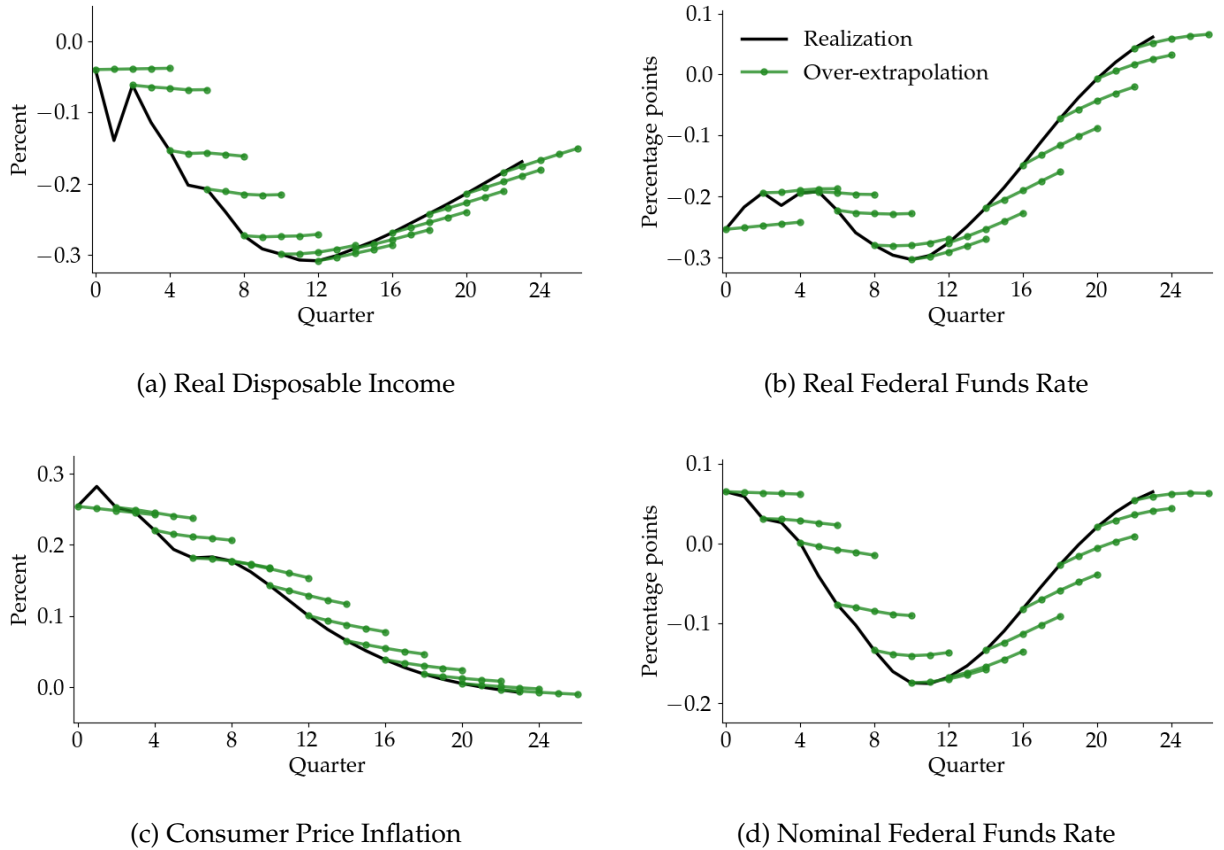 0.0
−0.1
−0.2
−0.3
Percent
0 4 8 12 16 20 24
Quarter
(a) Real Disposable Income
0.1
0.0
−0.1
−0.2
−0.3
Percentage points
Realization
Over-extrapolation
0 4 8 12 16 20 24
Quarter
(b) Real Federal Funds Rate
0.3
0.2
0.1
0.0
Percent
0 4 8 12 16 20 24
Quarter
(c) Consumer Price Inflation
0.1
0.0
−0.1
−0.2
Percentage points
0 4 8 12 16 20 24
Quarter
(d) Nominal Federal Funds Rate